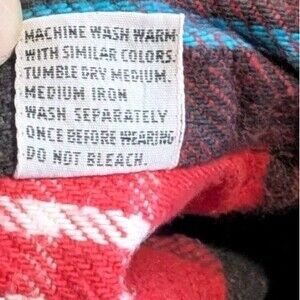 MACHINE WASH WARM
WITH SIMILAR COLORS.
TUMBLE DRY MEDIUM.
MEDIUM IRON
WASH SEPARATELY
ONCE BEFORE WEARING
DO NOT BLEACH.